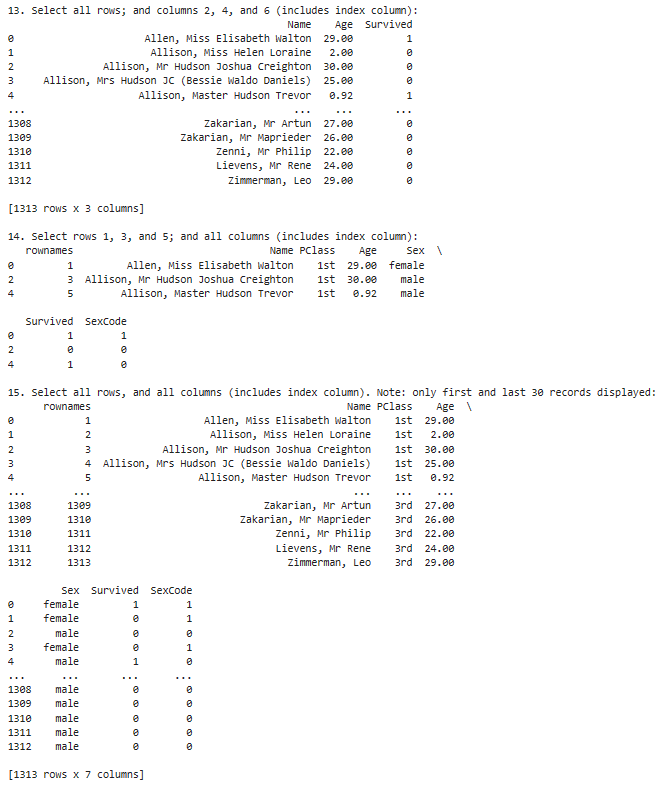 13. Select all rows; and columns 2, 4, and 6 (includes index column):
Name Age Survived
0 Allen, Miss Elisabeth Walton 29.00 1
1 Allison, Miss Helen Loraine 2.00 0
2 Allison, Mr Hudson Joshua Creighton 30.00 0
3 Allison, Mrs Hudson JC (Bessie Waldo Daniels) 25.00 0
4 Allison, Master Hudson Trevor 0.92 1
... ... ... ...
1308 Zakarian, Mr Artun 27.00 0
1309 Zakarian, Mr Maprieder 26.00 0
1310 Zenni, Mr Philip 22.00 0
1311 Lievens, Mr Rene 24.00 0
1312 Zimmerman, Leo 29.00 0
[1313 rows x 3 columns]
14. Select rows 1, 3, and 5; and all columns (includes index column):
rownames Name PClass Age Sex \
0 1 Allen, Miss Elisabeth Walton 1st 29.00 female
2 3 Allison, Mr Hudson Joshua Creighton 1st 30.00 male
4 5 Allison, Master Hudson Trevor 1st 0.92 male
Survived SexCode
0 1 1
2 0 0
4 1 0
15. Select all rows, and all columns (includes index column). Note: only first and last 30 records displayed:
rownames Name PClass Age \
0 1 Allen, Miss Elisabeth Walton 1st 29.00
1 2 Allison, Miss Helen Loraine 1st 2.00
2 3 Allison, Mr Hudson Joshua Creighton 1st 30.00
3 4 Allison, Mrs Hudson JC (Bessie Waldo Daniels) 1st 25.00
4 5 Allison, Master Hudson Trevor 1st 0.92
... ... ... ... ...
1308 1309 Zakarian, Mr Artun 3rd 27.00
1309 1310 Zakarian, Mr Maprieder 3rd 26.00
1310 1311 Zenni, Mr Philip 3rd 22.00
1311 1312 Lievens, Mr Rene 3rd 24.00
1312 1313 Zimmerman, Leo 3rd 29.00
Sex Survived SexCode
0 female 1 1
1 female 0 1
2 male 0 0
3 female 0 1
4 male 1 0
... ... ... ...
1308 male 0 0
1309 male 0 0
1310 male 0 0
1311 male 0 0
1312 male 0 0
[1313 rows x 7 columns]